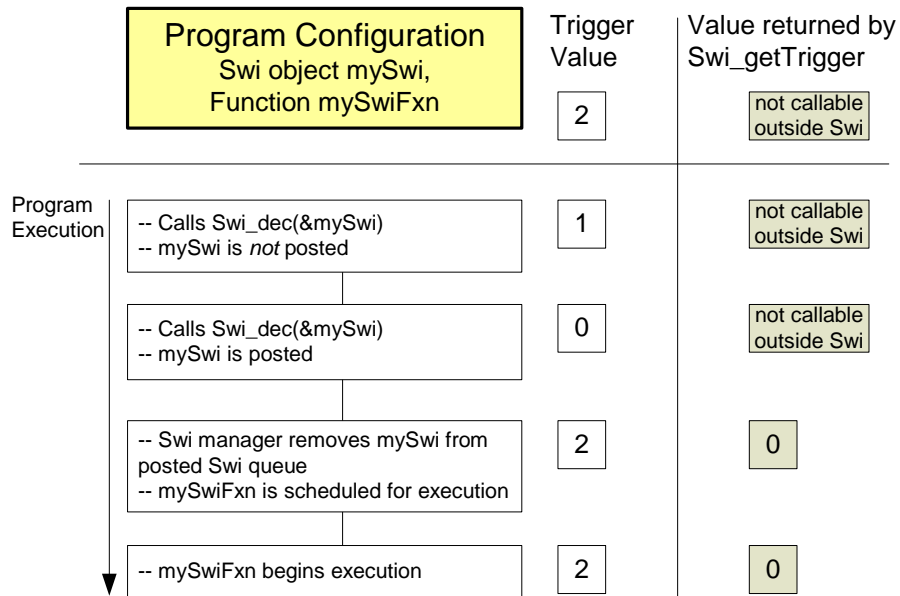 Program Configuration
Swi object mySwi,
Function mySwiFxn
Trigger
Value
Value returned by
Swi_getTrigger
2
not callable
outside Swi
Program
Execution
-- Calls Swi_dec(&mySwi)
-- mySwi is not posted
1
not callable
outside Swi
-- Calls Swi_dec(&mySwi)
-- mySwi is posted
0
not callable
outside Swi
-- Swi manager removes mySwi from
posted Swi queue
-- mySwiFxn is scheduled for execution
2
0
-- mySwiFxn begins execution
2
0